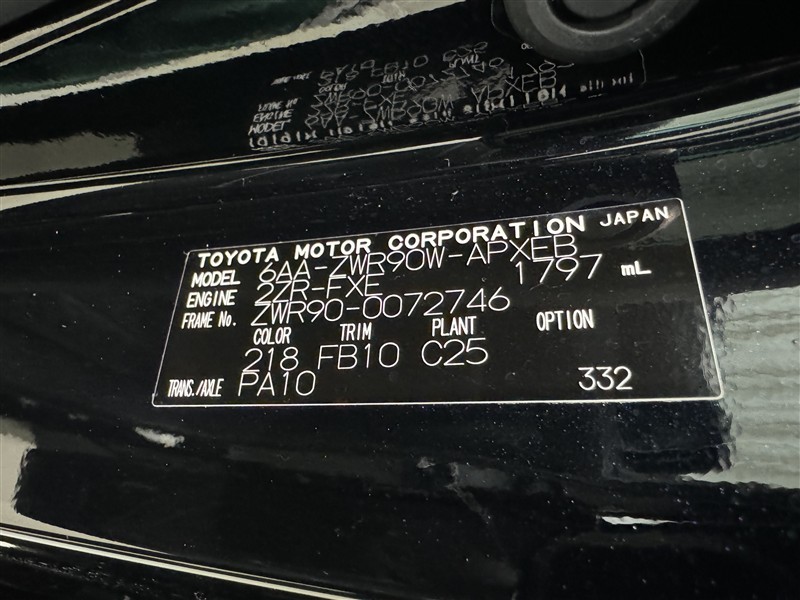 TOYOTA MOTOR CORPORATION JAPAN
MODEL 6AA-ZWR90W-APXEB
ENGINE 2ZR-FXE 1797 mL
FRAME No. ZWR90-0072746
COLOR TRIM PLANT OPTION
218 FB10 C25
TRANS./AXLE PA10 332